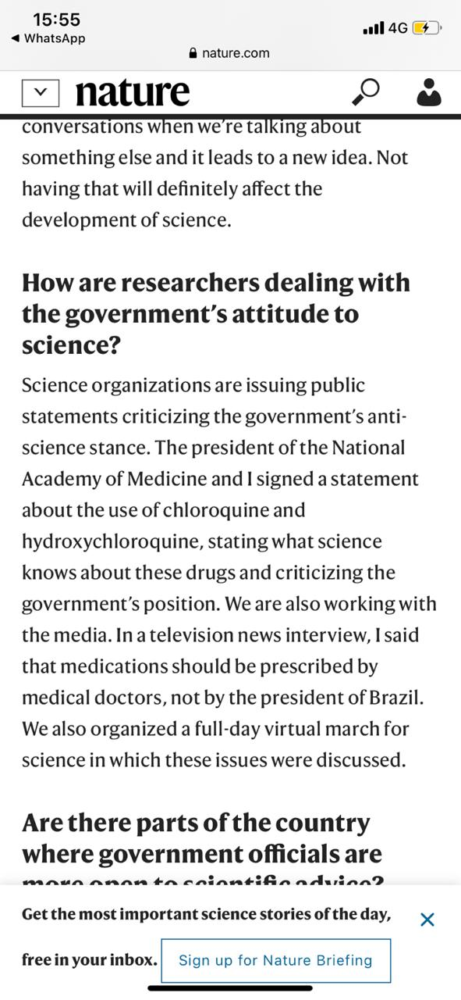 15:55
4G
◀ WhatsApp
nature.com
nature
conversations when we’re talking about
something else and it leads to a new idea. Not
having that will definitely affect the
development of science.
How are researchers dealing with
the government’s attitude to
science?
Science organizations are issuing public
statements criticizing the government’s anti-
science stance. The president of the National
Academy of Medicine and I signed a statement
about the use of chloroquine and
hydroxychloroquine, stating what science
knows about these drugs and criticizing the
government’s position. We are also working with
the media. In a television news interview, I said
that medications should be prescribed by
medical doctors, not by the president of Brazil.
We also organized a full-day virtual march for
science in which these issues were discussed.
Are there parts of the country
where government officials are
more open to scientific advice?
Get the most important science stories of the day,
free in your inbox.
Sign up for Nature Briefing